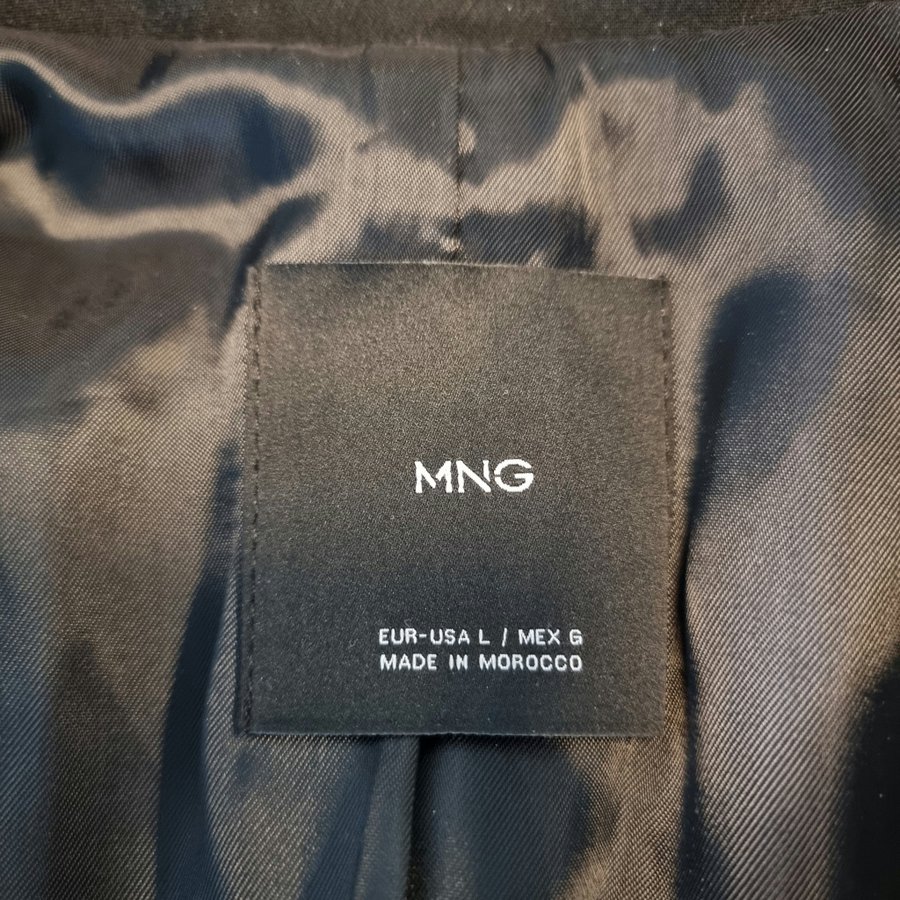 MNG
EUR-USA L / MEX G
MADE IN MOROCCO